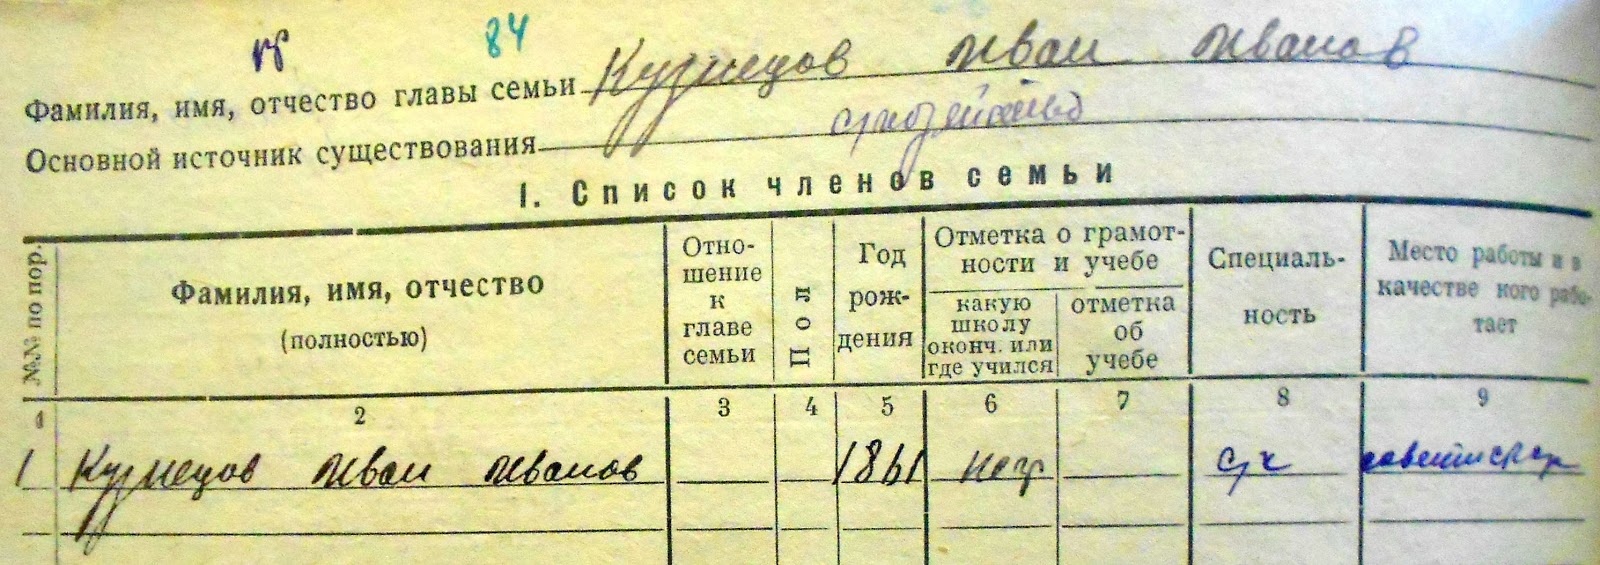 84
Фамилия, имя, отчество главы семьи Кузнецов Иван Иванов
Основной источник существования
I. Список членов семьи
№№ по пор.
Фамилия, имя, отчество (полностью)
Отношение к главе семьи
Пол
Год рождения
Отметка о грамотности и учебе
какую школу оконч. или где учился
отметка об учебе
Специальность
Место работы и в качестве кого работает
1 2 3 4 5 6 7 8 9
1 Кузнецов Иван Иванов 1861 негр сх